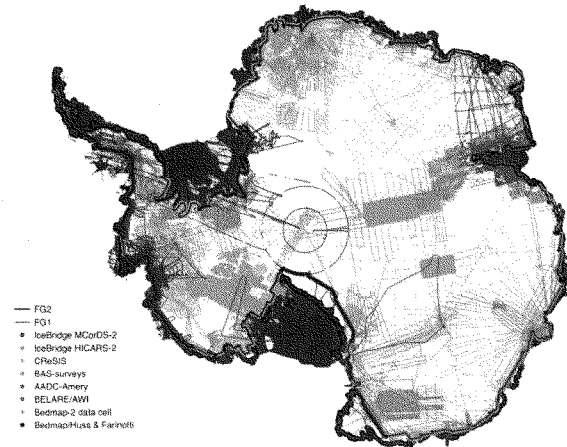 FG2
FG1
IceBridge MCorDS-2
IceBridge HICARS-2
CReSIS
BAS-surveys
AADC-Amery
BELARE/AWI
Bedmap-2 data cell
Bedmap/Huss & Farinotti